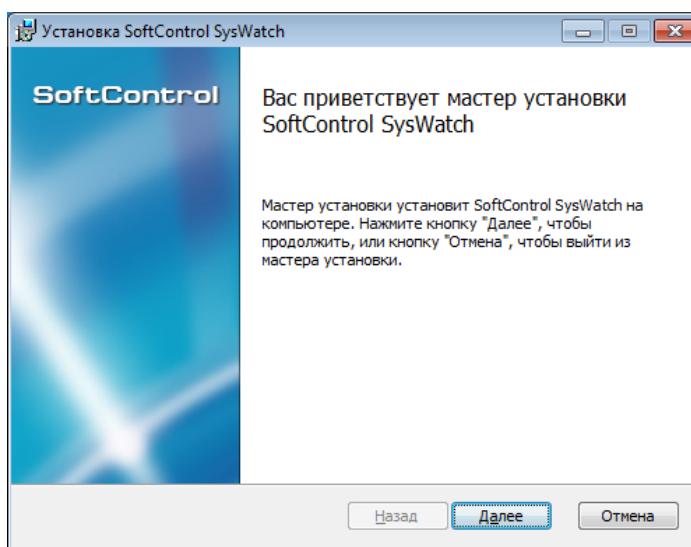 Установка SoftControl SysWatch
SoftControl
Вас приветствует мастер установки
SoftControl SysWatch
Мастер установки установит SoftControl SysWatch на
компьютере. Нажмите кнопку "Далее", чтобы
продолжить, или кнопку "Отмена", чтобы выйти из
мастера установки.
Назад
Далее
Отмена